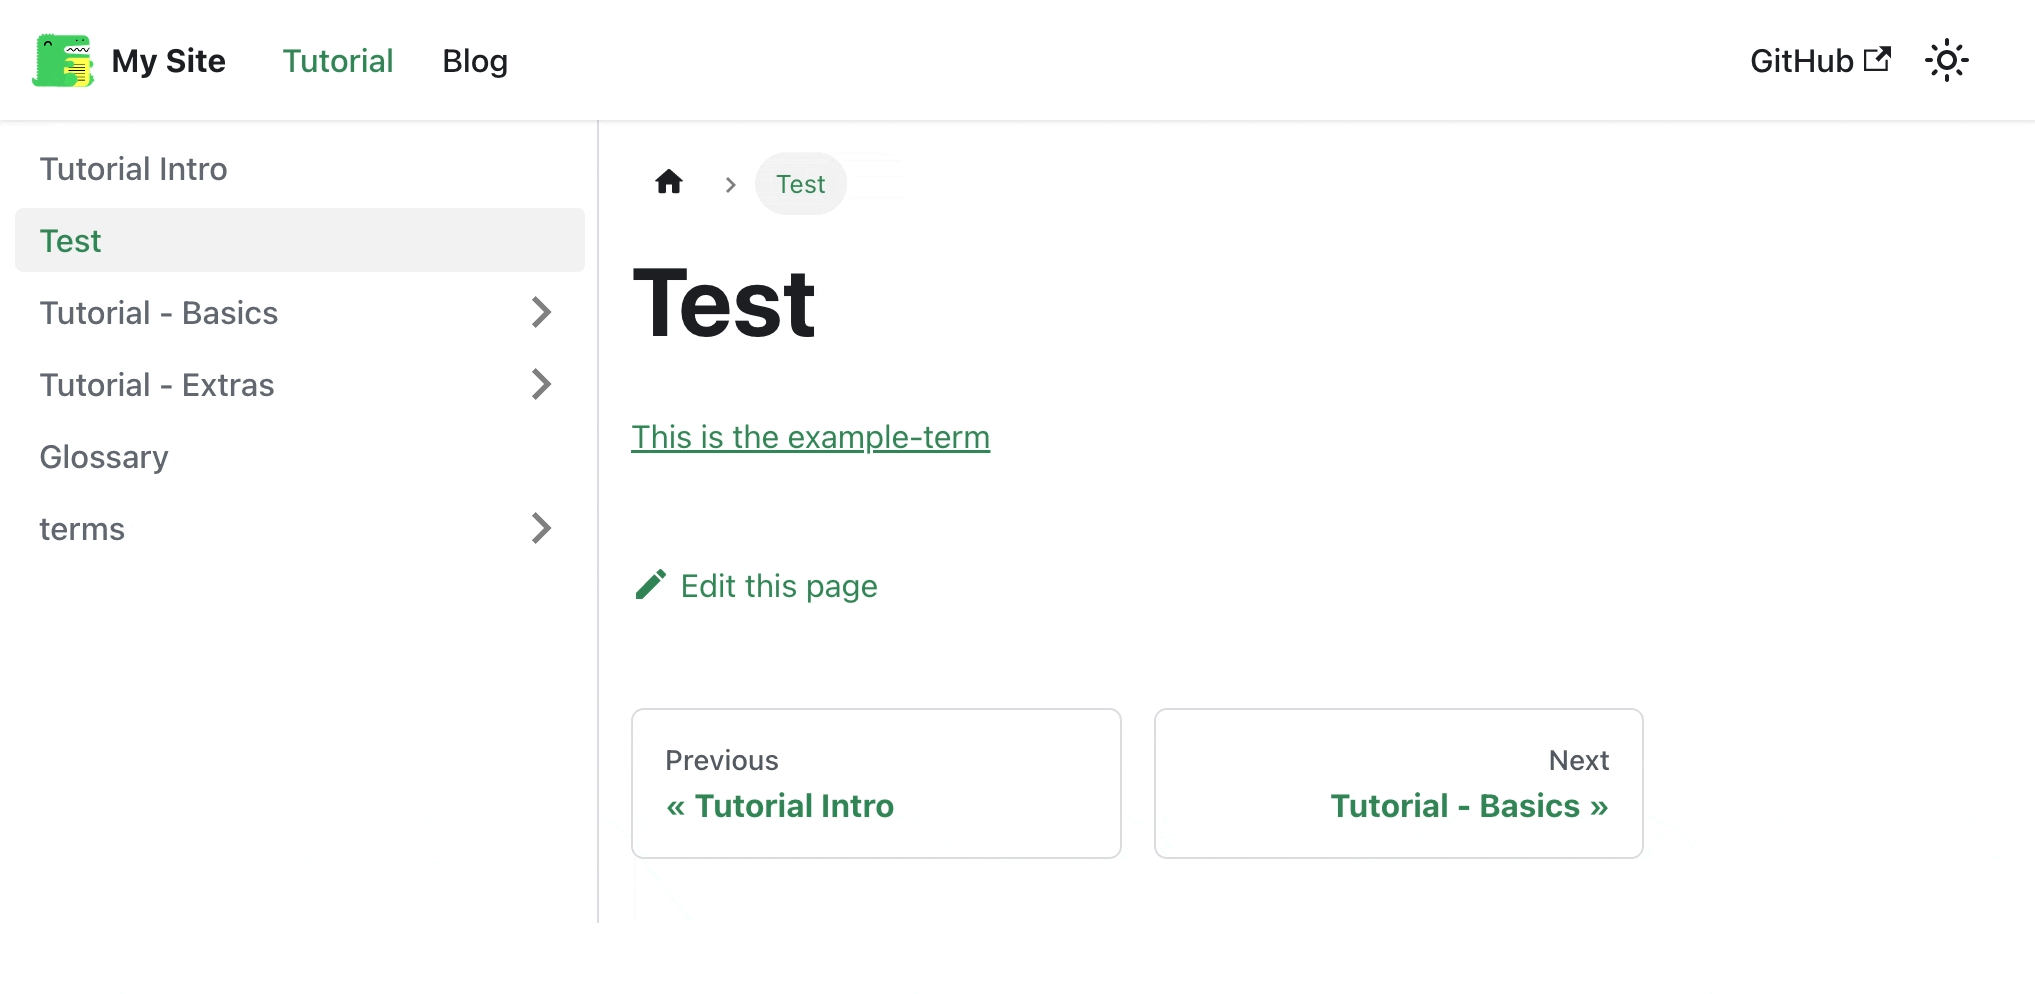 My Site Tutorial Blog GitHub
Tutorial Intro
Test
Tutorial - Basics
Tutorial - Extras
Glossary
terms
Test
Test
This is the example-term
Edit this page
Previous
« Tutorial Intro
Next
Tutorial - Basics »